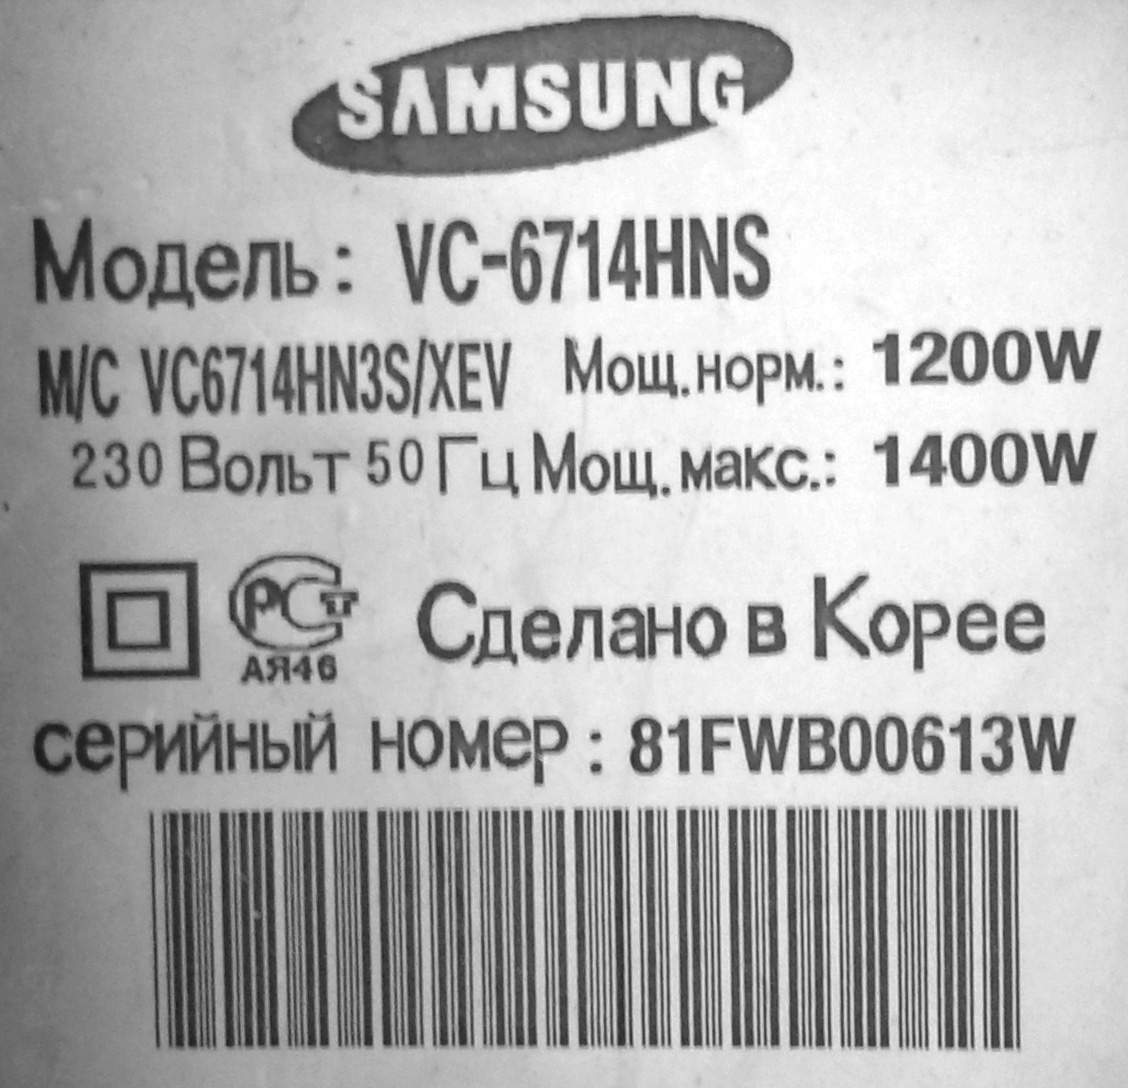 SAMSUNG
Модель: VC-6714HNS
M/C VC6714HN3S/XEV Мощ.норм.: 1200W
230 Вольт 50 Гц Мощ.макс.: 1400W
РСТ
АЯ46
Сделано в Корее
серийный номер : 81FWB00613W